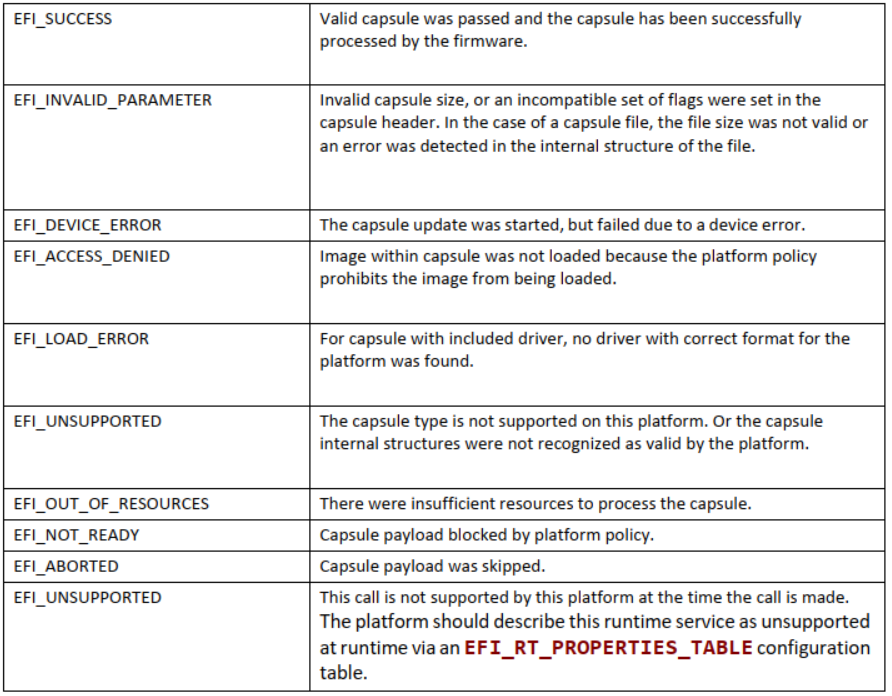 EFI_SUCCESS
Valid capsule was passed and the capsule has been successfully
processed by the firmware.
EFI_INVALID_PARAMETER
Invalid capsule size, or an incompatible set of flags were set in the
capsule header. In the case of a capsule file, the file size was not valid or
an error was detected in the internal structure of the file.
EFI_DEVICE_ERROR
The capsule update was started, but failed due to a device error.
EFI_ACCESS_DENIED
Image within capsule was not loaded because the platform policy
prohibits the image from being loaded.
EFI_LOAD_ERROR
For capsule with included driver, no driver with correct format for the
platform was found.
EFI_UNSUPPORTED
The capsule type is not supported on this platform. Or the capsule
internal structures were not recognized as valid by the platform.
EFI_OUT_OF_RESOURCES
There were insufficient resources to process the capsule.
EFI_NOT_READY
Capsule payload blocked by platform policy.
EFI_ABORTED
Capsule payload was skipped.
EFI_UNSUPPORTED
This call is not supported by this platform at the time the call is made.
The platform should describe this runtime service as unsupported
at runtime via an EFI_RT_PROPERTIES_TABLE configuration
table.